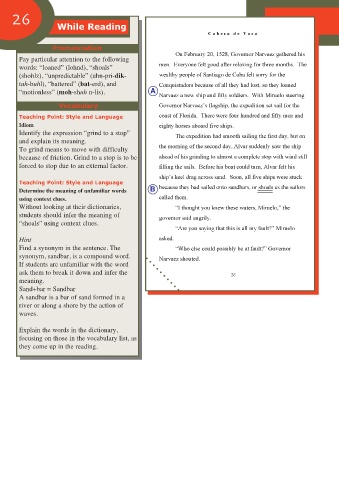 26
While Reading
Pronunciation
Pay particular attention to the following
words: "loaned" (lohnd), "shoals"
(shohlz), "unpredictable" (uhn-pri-dik-
tuh-buhl), "battered" (bat-erd), and
"motionless" (moh-shuh n-lis).
Vocabulary
Teaching Point: Style and Language
Idiom
Identify the expression "grind to a stop"
and explain its meaning.
To grind means to move with difficulty
because of friction. Grind to a stop is to be
forced to stop due to an external factor.
Teaching Point: Style and Language
Determine the meaning of unfamiliar words
using context clues.
Without looking at their dictionaries,
students should infer the meaning of
"shoals" using context clues.
Hint
Find a synonym in the sentence. The
synonym, sandbar, is a compound word.
If students are unfamiliar with the word
ask them to break it down and infer the
meaning.
Sand+bar = Sandbar
A sandbar is a bar of sand formed in a
river or along a shore by the action of
waves.
Explain the words in the dictionary,
focusing on those in the vocabulary list, as
they come up in the reading.
Cabeza de Vaca
On February 20, 1528, Governor Narvaez gathered his
men. Everyone felt good after relaxing for three months. The
wealthy people of Santiago de Cuba felt sorry for the
Conquistadors because of all they had lost, so they loaned
A
Narvaez a new ship and fifty soldiers. With Miruelo steering
Governor Narvaez's flagship, the expedition set sail for the
coast of Florida. There were four hundred and fifty men and
eighty horses aboard five ships.
The expedition had smooth sailing the first day, but on
the morning of the second day, Alvar suddenly saw the ship
ahead of his grinding to almost a complete stop with wind still
filling the sails. Before his boat could turn, Alvar felt his
ship's keel drag across sand. Soon, all five ships were stuck
B
because they had sailed onto sandbars, or shoals as the sailors
called them.
"I thought you knew these waters, Miruelo," the
governor said angrily.
"Are you saying that this is all my fault?" Miruelo
asked.
"Who else could possibly be at fault?" Governor
Narvaez shouted.